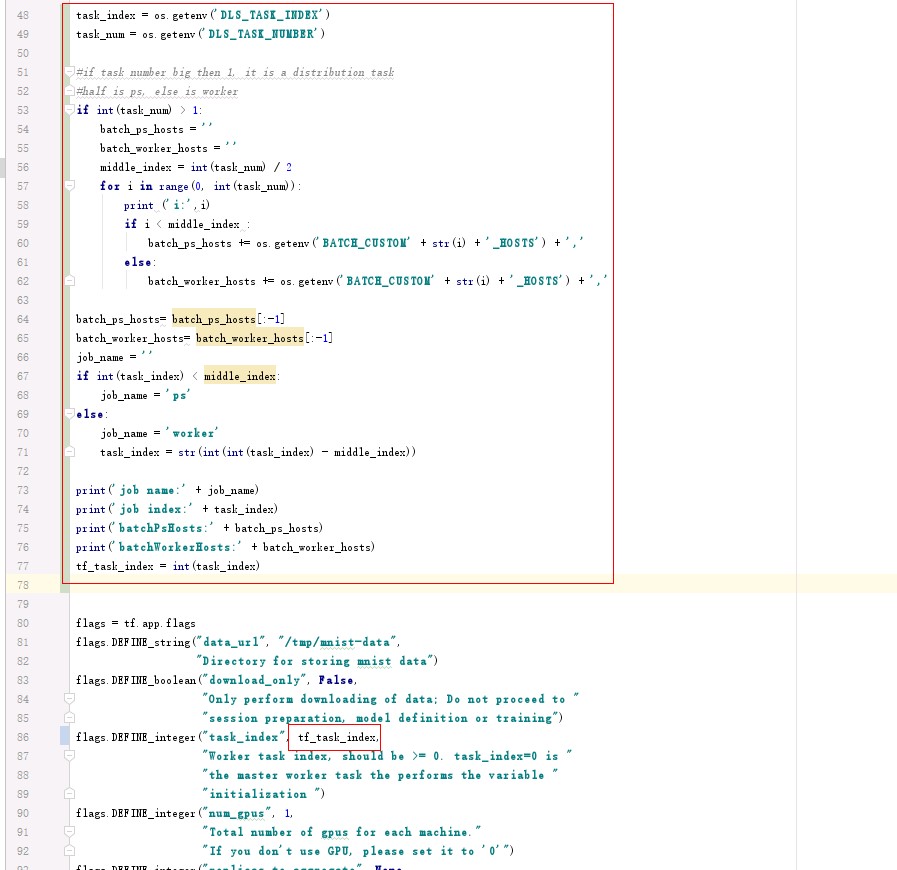 48 task_index = os.getenv('DLS_TASK_INDEX')
49 task_num = os.getenv('DLS_TASK_NUMBER')
50
51 #if task number big then 1, it is a distribution task
52 #half is ps, else is worker
53 if int(task_num) > 1:
54     batch_ps_hosts = ''
55     batch_worker_hosts = ''
56     middle_index = int(task_num) / 2
57     for i in range(0, int(task_num)):
58         print ('i:',i)
59         if i < middle_index :
60             batch_ps_hosts += os.getenv('BATCH_CUSTOM' + str(i) + '_HOSTS') + ','
61         else:
62             batch_worker_hosts += os.getenv('BATCH_CUSTOM' + str(i) + '_HOSTS') + ','
63
64 batch_ps_hosts= batch_ps_hosts[:-1]
65 batch_worker_hosts= batch_worker_hosts[:-1]
66 job_name = ''
67 if int(task_index) < middle_index:
68     job_name = 'ps'
69 else:
70     job_name = 'worker'
71     task_index = str(int(int(task_index) - middle_index))
72
73 print('job name:' + job_name)
74 print('job index:' + task_index)
75 print('batchPsHosts:' + batch_ps_hosts)
76 print('batchWorkerHosts:' + batch_worker_hosts)
77 tf_task_index = int(task_index)
78
79
80 flags = tf.app.flags
81 flags.DEFINE_string("data_url", "/tmp/mnist-data",
82                     "Directory for storing mnist data")
83 flags.DEFINE_boolean("download_only", False,
84                      "Only perform downloading of data; Do not proceed to "
85                      "session preparation, model definition or training")
86 flags.DEFINE_integer("task_index", tf_task_index,
87                      "Worker task index, should be >= 0. task_index=0 is "
88                      "the master worker task the performs the variable "
89                      "initialization ")
90 flags.DEFINE_integer("num_gpus", 1,
91                      "Total number of gpus for each machine."
92                      "If you don't use GPU, please set it to '0'")
93 flags.DEFINE_integer("replicas_to_aggregate", None,